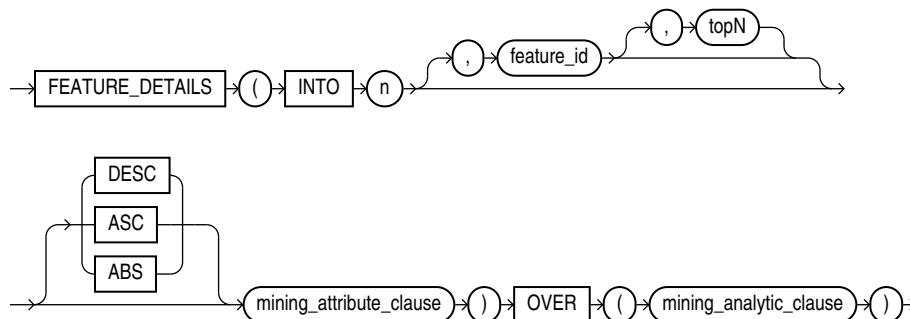 , topN
, feature_id
FEATURE_DETAILS ( INTO n
DESC
ASC
ABS
mining_attribute_clause ) OVER ( mining_analytic_clause )